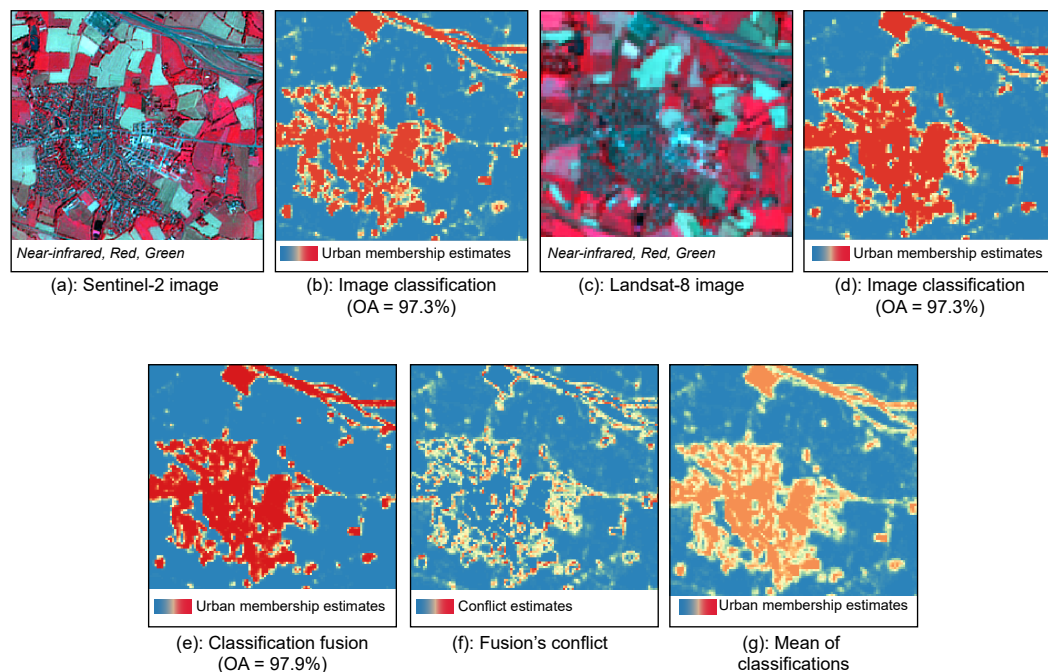 Near-infrared, Red, Green
Urban membership estimates
Near-infrared, Red, Green
Urban membership estimates
(a): Sentinel-2 image
(b): Image classification
(OA = 97.3%)
(c): Landsat-8 image
(d): Image classification
(OA = 97.3%)
Urban membership estimates
Conflict estimates
Urban membership estimates
(e): Classification fusion
(OA = 97.9%)
(f): Fusion's conflict
(g): Mean of
classifications